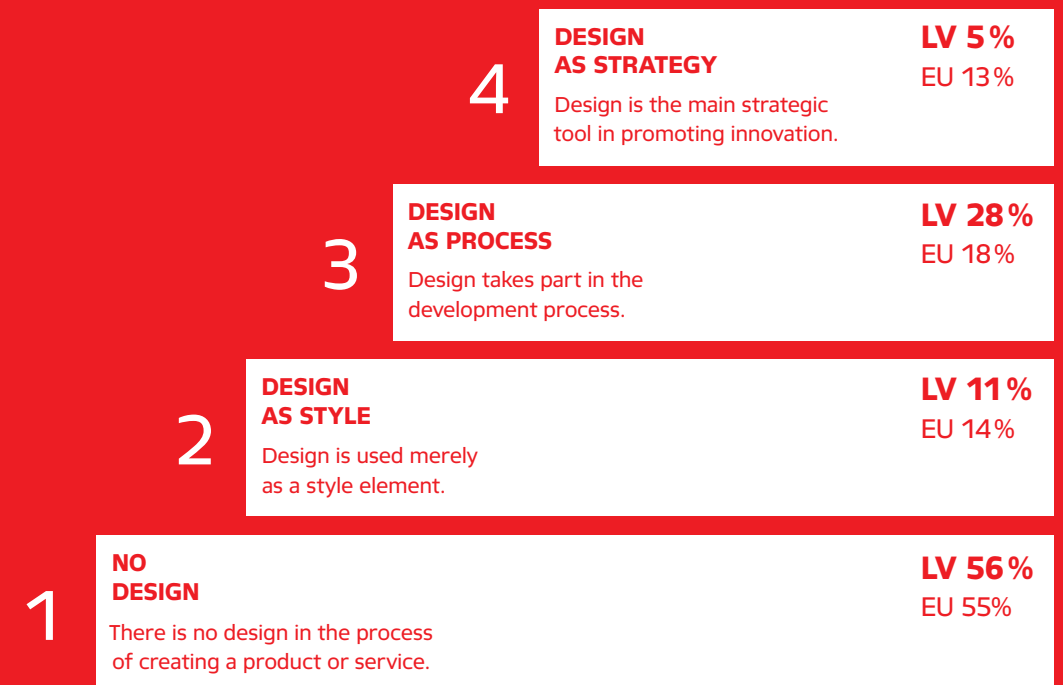 4
DESIGN
AS STRATEGY
Design is the main strategic
tool in promoting innovation.
LV 5%
EU 13%
3
DESIGN
AS PROCESS
Design takes part in the
development process.
LV 28%
EU 18%
2
DESIGN
AS STYLE
Design is used merely
as a style element.
LV 11%
EU 14%
1
NO
DESIGN
There is no design in the process
of creating a product or service.
LV 56%
EU 55%